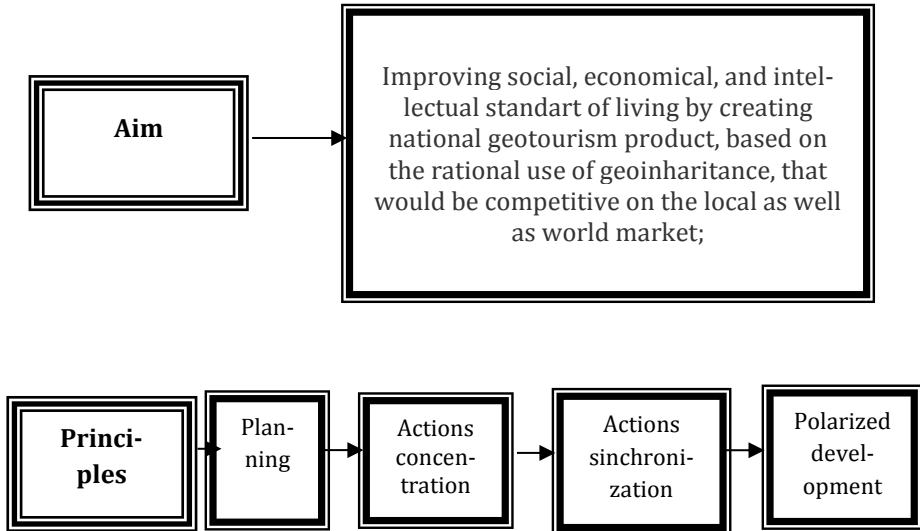 Aim
Improving social, economical, and intel-
lectual standart of living by creating
national geotourism product, based on
the rational use of geoinharitance, that
would be competitive on the local as well
as world market;
Princi-
ples
Plan-
ning
Actions
concen-
tration
Actions
sinchroni-
zation
Polarized
devel-
opment